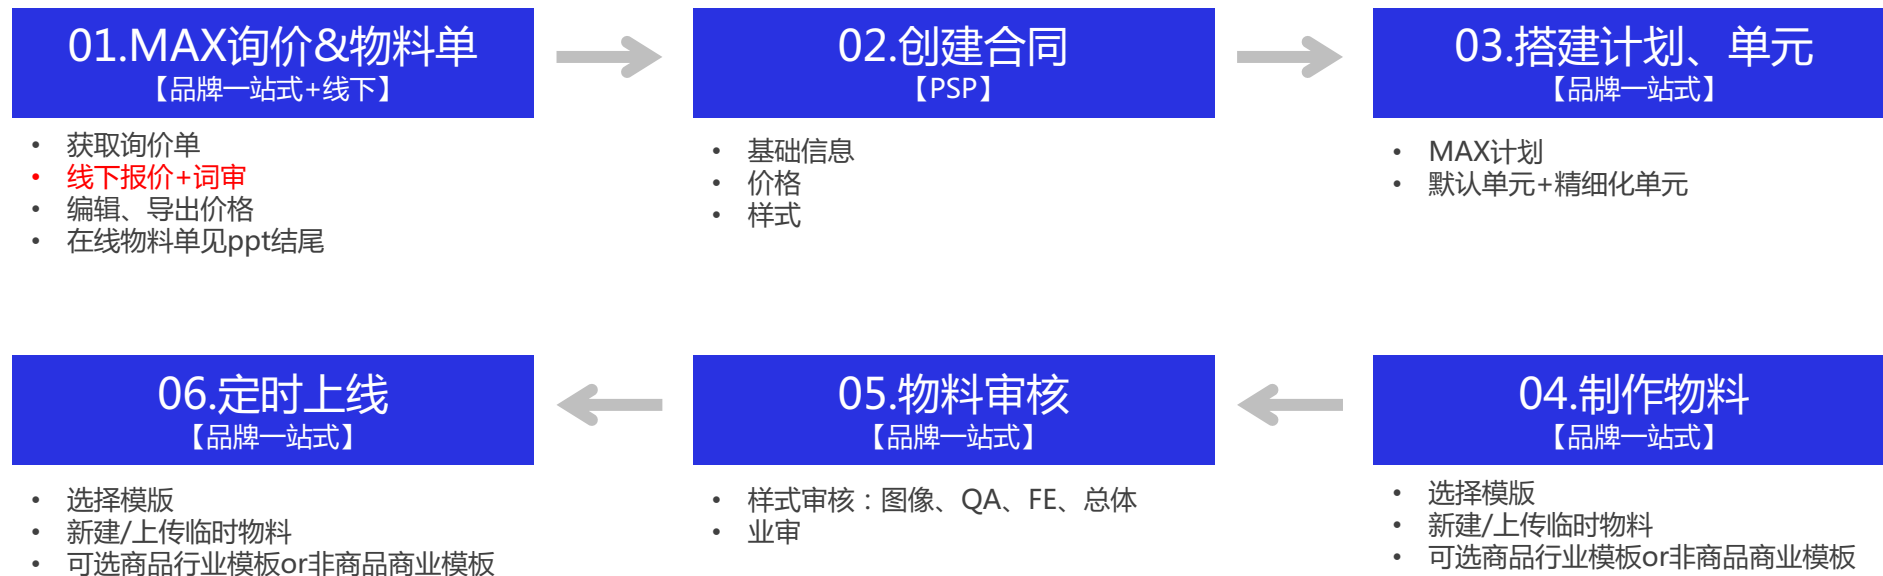 01.MAX询价&物料单
【品牌一站式+线下】
• 获取询价单
• 线下报价+词审
• 编辑、导出价格
• 在线物料单见ppt结尾
02.创建合同
【PSP】
• 基础信息
• 价格
• 样式
03.搭建计划、单元
【品牌一站式】
• MAX计划
• 默认单元+精细化单元
04.制作物料
【品牌一站式】
• 选择模版
• 新建/上传临时物料
• 可选商品行业模板or非商品商业模板
05.物料审核
【品牌一站式】
• 样式审核：图像、QA、FE、总体
• 业审
06.定时上线
【品牌一站式】
• 选择模版
• 新建/上传临时物料
• 可选商品行业模板or非商品商业模板